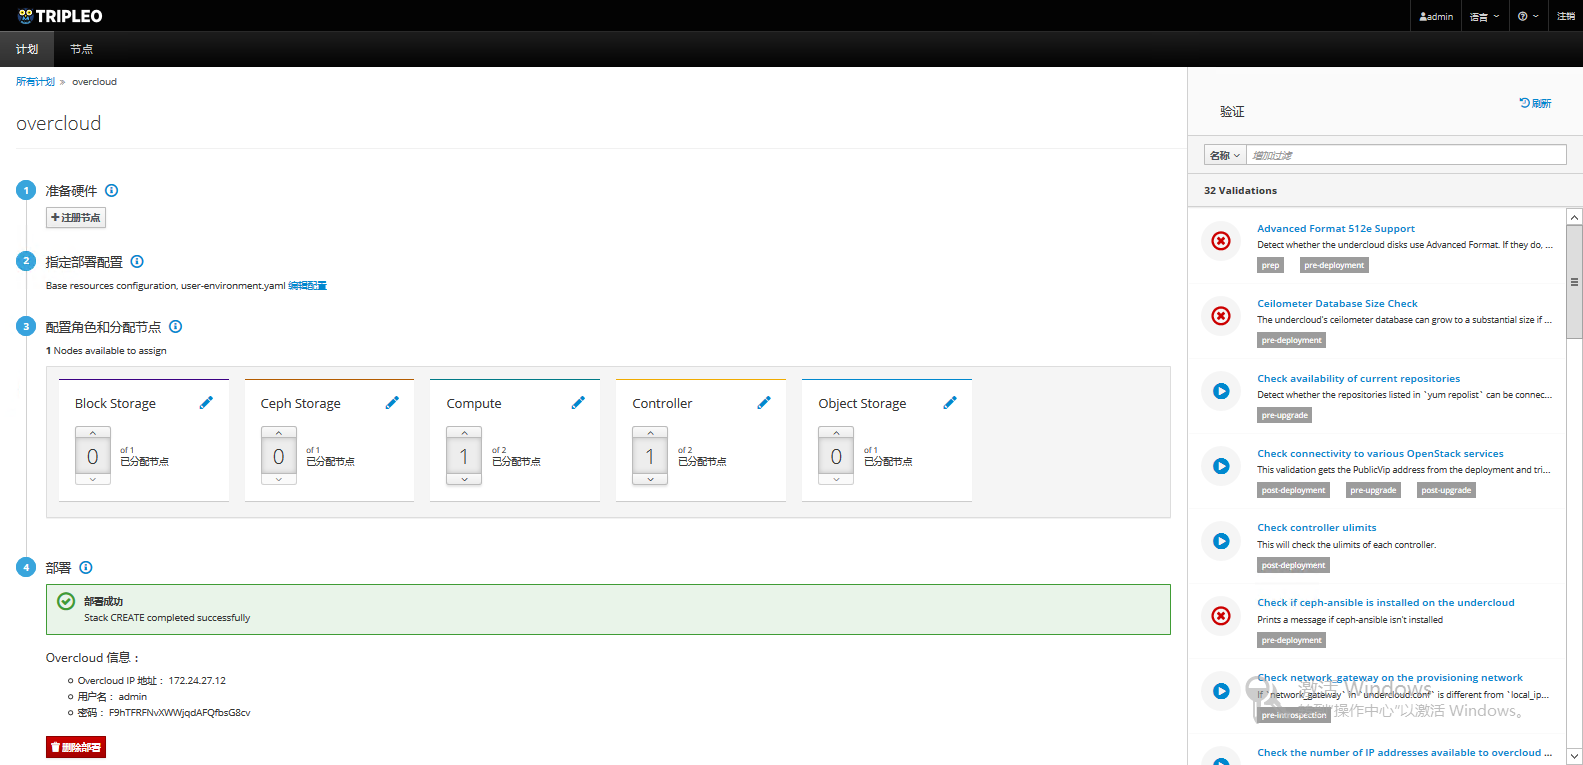 TRIPLEO
admin
语言
注销
计划
节点
所有计划 » overcloud
overcloud
1 准备硬件
注册节点
2 指定部署配置
Base resources configuration, user-environment.yaml 编辑配置
3 配置角色和分配节点
1 Nodes available to assign
Block Storage
0
of 1
已分配节点
Ceph Storage
0
of 1
已分配节点
Compute
1
of 2
已分配节点
Controller
1
of 2
已分配节点
Object Storage
0
of 1
已分配节点
4 部署
部署成功
Stack CREATE completed successfully
Overcloud 信息：
Overcloud IP 地址： 172.24.27.12
用户名： admin
密码： F9hTFRFNvXWWjqdAFQfbsG8cv
删除部署
验证
刷新
名称
增加过滤
32 Validations
Advanced Format 512e Support
Detect whether the undercloud disks use Advanced Format. If they do, ...
prep
pre-deployment
Ceilometer Database Size Check
The undercloud's ceilometer database can grow to a substantial size if ...
pre-deployment
Check availability of current repositories
Detect whether the repositories listed in `yum repolist` can be connec...
pre-upgrade
Check connectivity to various OpenStack services
This validation gets the PublicVip address from the deployment and tri...
post-deployment
pre-upgrade
post-upgrade
Check controller ulimits
This will check the ulimits of each controller.
post-deployment
Check if ceph-ansible is installed on the undercloud
Prints a message if ceph-ansible isn't installed
pre-deployment
Check network_gateway on the provisioning network
If `network_gateway` in `undercloud.conf` is different from `local_ip...
pre-introspection
激活 Windows
转到"操作中心"以激活 Windows。
Check the number of IP addresses available to overcloud ...